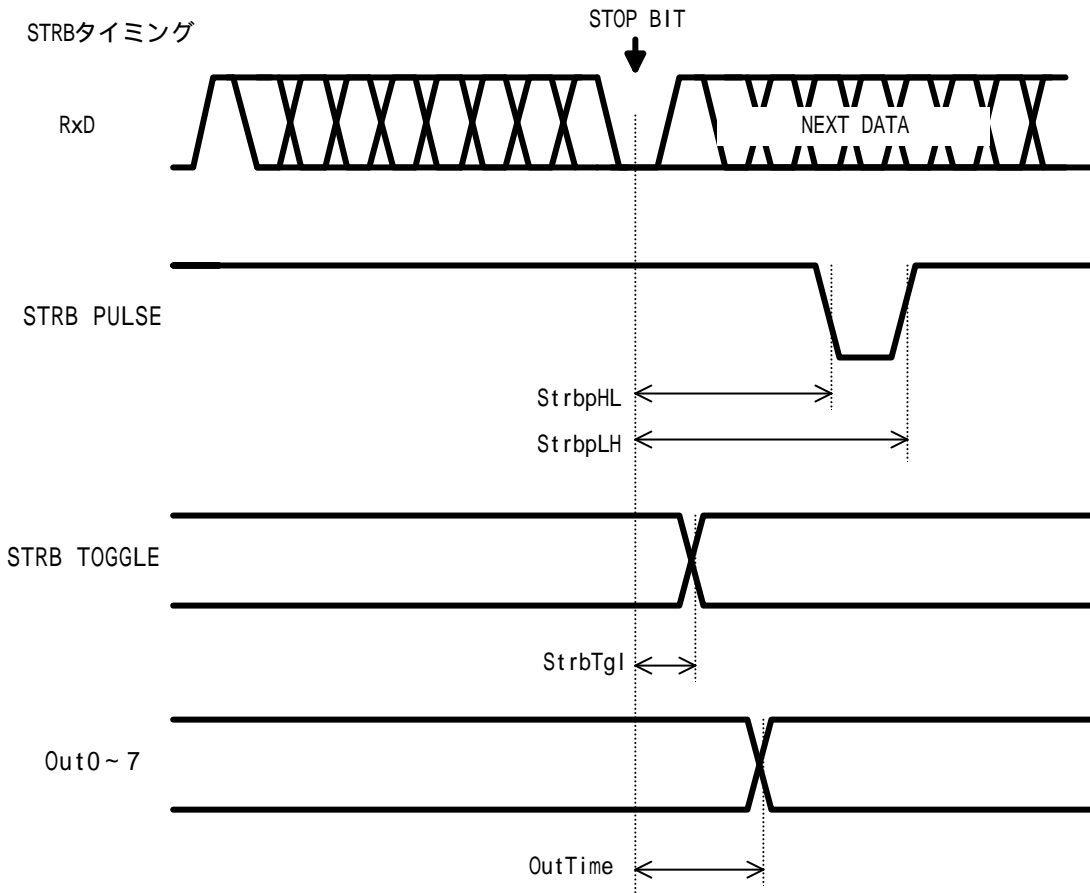 STOP BIT
STRBタイミング
RxD
NEXT DATA
STRB PULSE
StrbpHL
StrbpLH
STRB TOGGLE
StrbTgl
Out0~7
OutTime